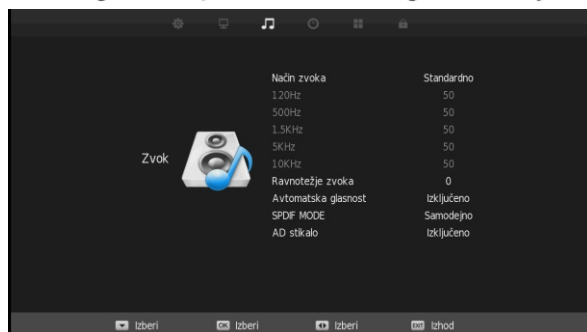 Način zvoka Standardno
120Hz 50
500Hz 50
1.5KHz 50
5KHz 50
10KHz 50
Zvok
Ravnotežje zvoka 0
Avtomatska glasnost Izključeno
SPDIF MODE Samodejno
AD stikalo Izključeno
Izberi OK Izberi Izberi EXIT Izhod